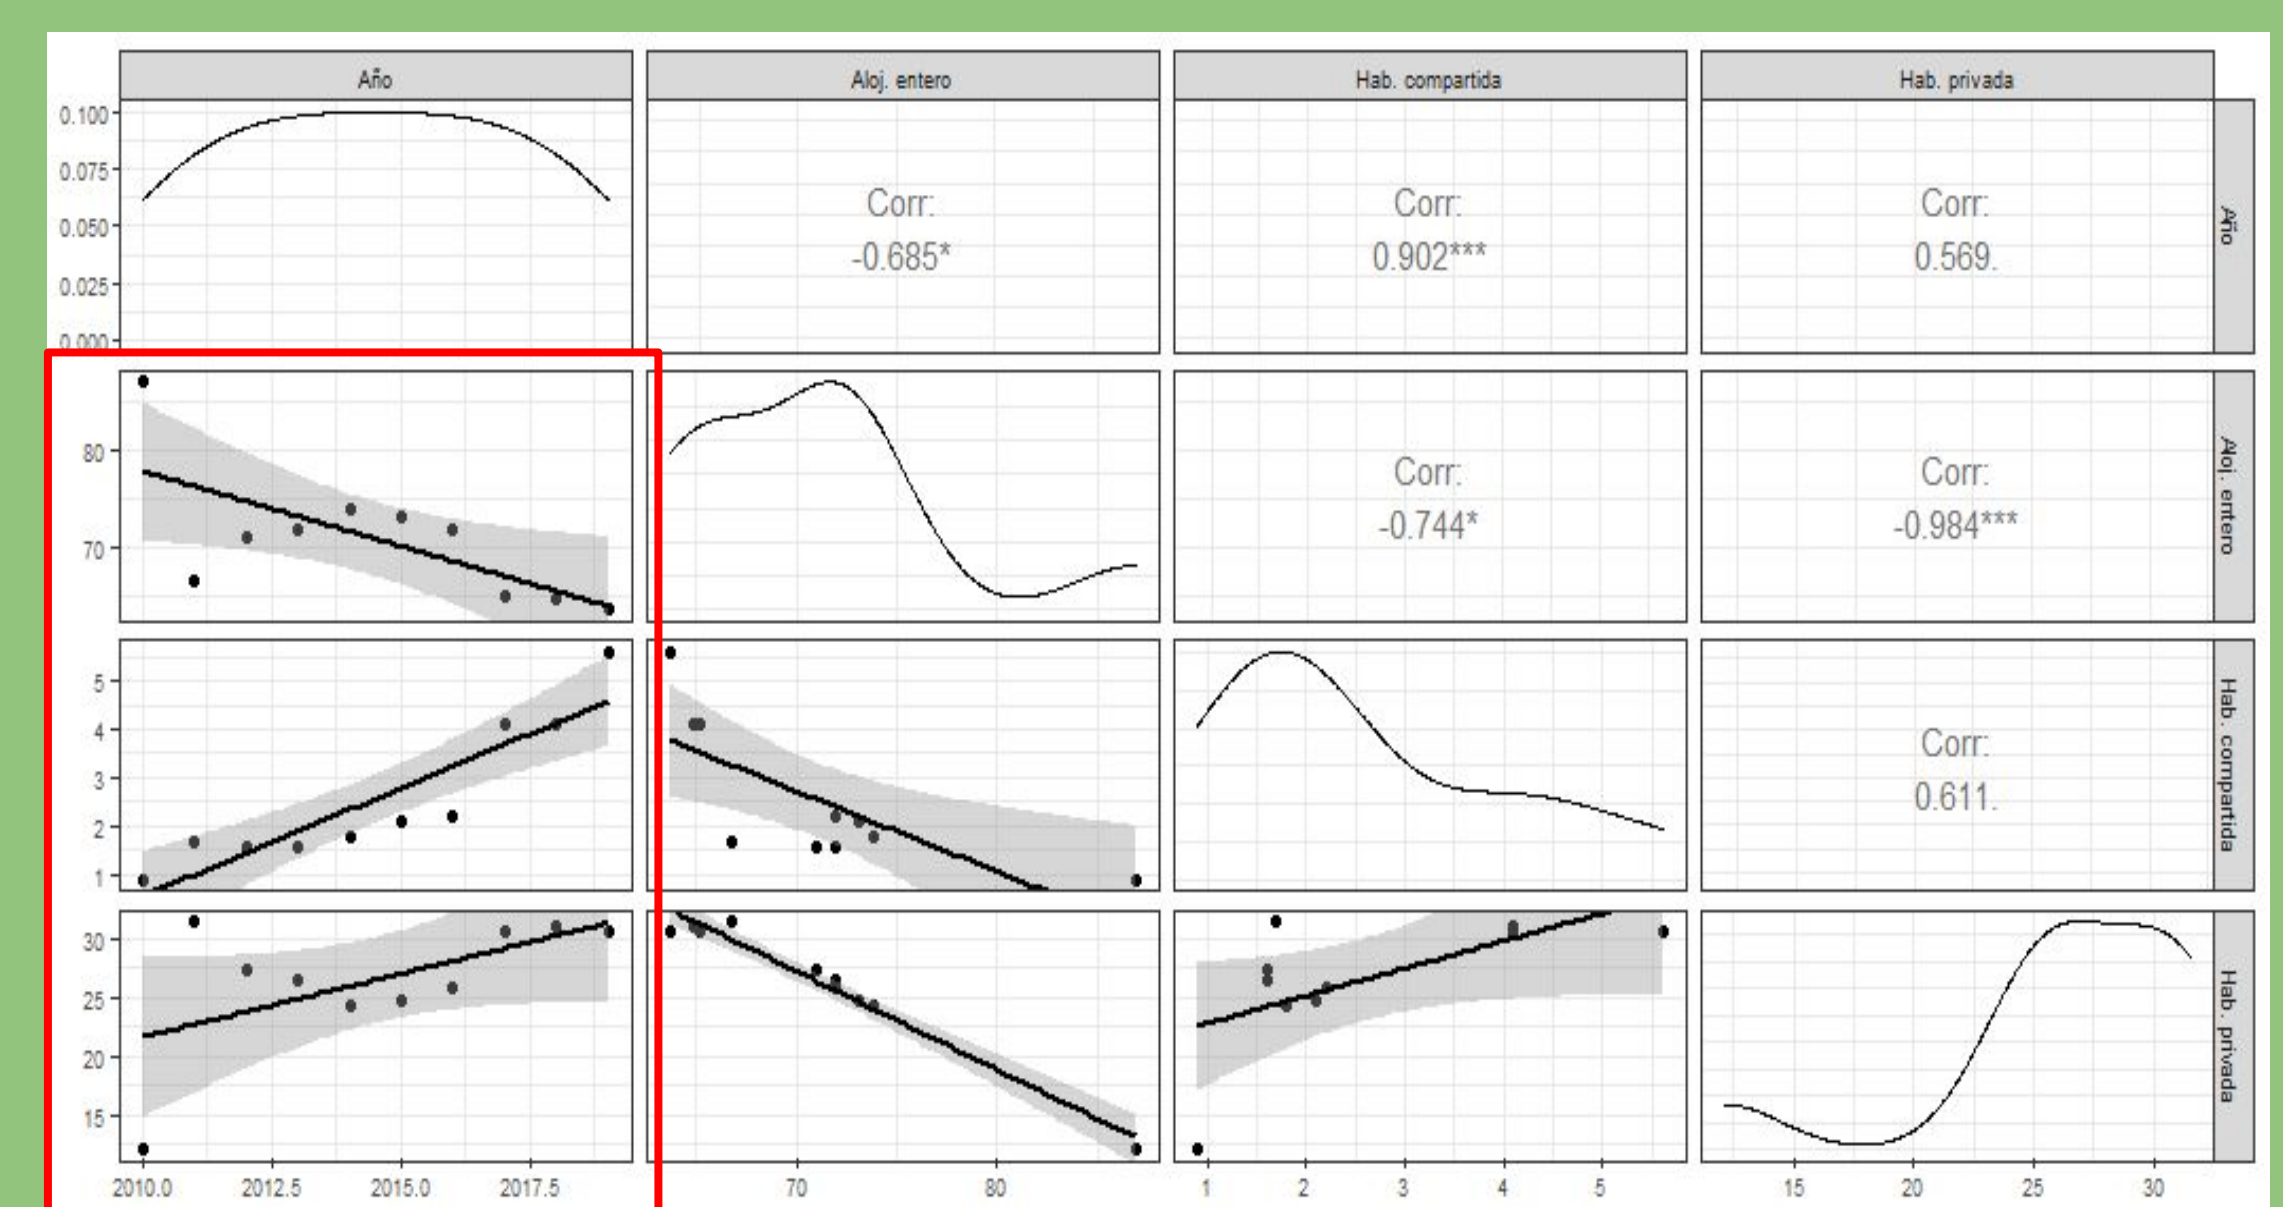 Año Aloj. entero Hab. compartida Hab. privada
0.100
0.075
0.050
0.025
0.000
Corr:
-0.685*
Corr:
0.902***
Corr:
0.569.
Año
80
70
Corr:
-0.744*
Corr:
-0.984***
Aloj. entero
5
4
3
2
1
Corr:
0.611.
Hab. compartida
30
25
20
15
Hab. privada
2010.0 2012.5 2015.0 2017.5 70 80 1 2 3 4 5 15 20 25 30